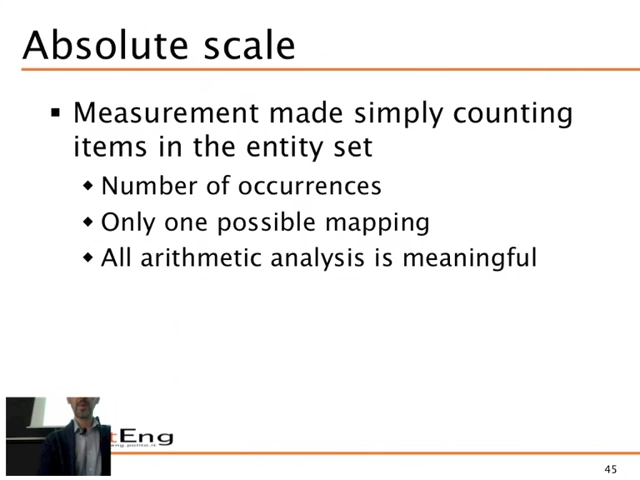 Absolute scale
▪ Measurement made simply counting
items in the entity set
◆ Number of occurrences
◆ Only one possible mapping
◆ All arithmetic analysis is meaningful
tEng
45